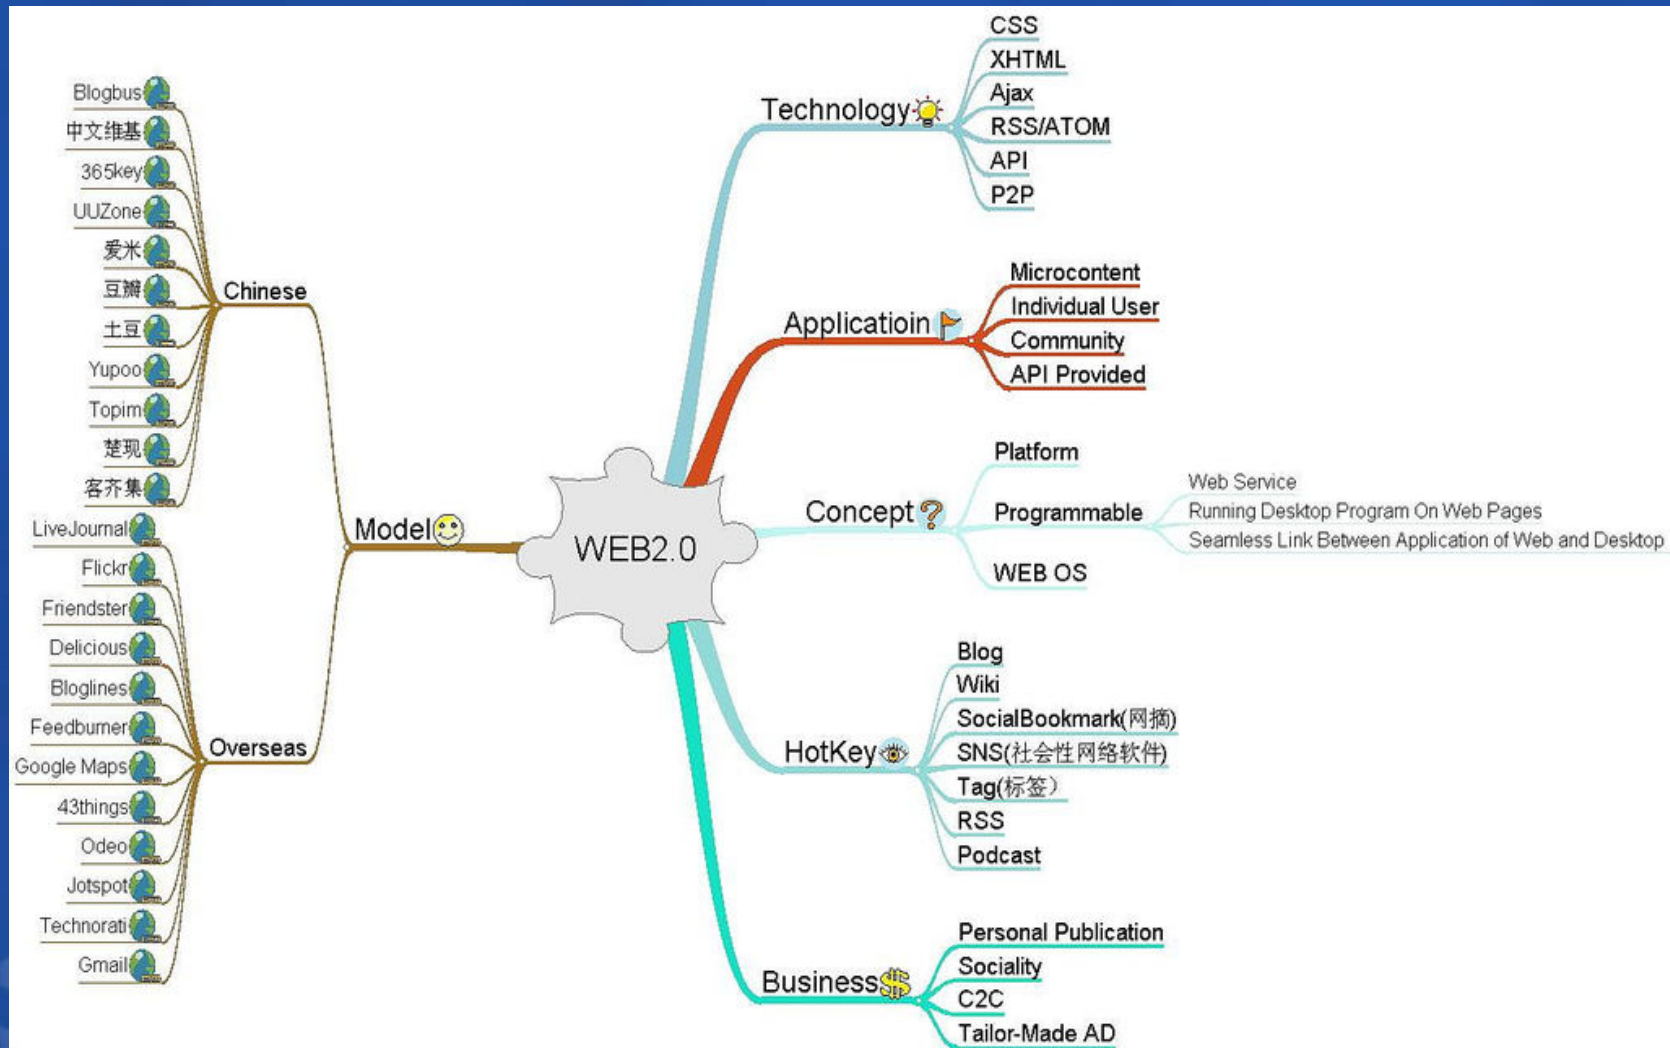 WEB2.0
Technology
CSS
XHTML
Ajax
RSS/ATOM
API
P2P
Applicatioin
Microcontent
Individual User
Community
API Provided
Concept
Platform
Programmable
Web Service
Running Desktop Program On Web Pages
Seamless Link Between Application of Web and Desktop
WEB OS
HotKey
Blog
Wiki
SocialBookmark(网摘)
SNS(社会性网络软件)
Tag(标签）
RSS
Podcast
Business
Personal Publication
Sociality
C2C
Tailor-Made AD
Model
Chinese
Blogbus
中文维基
365key
UUZone
爱米
豆瓣
土豆
Yupoo
Topim
楚现
客齐集
Overseas
LiveJournal
Flickr
Friendster
Delicious
Bloglines
Feedburner
Google Maps
43things
Odeo
Jotspot
Technorati
Gmail